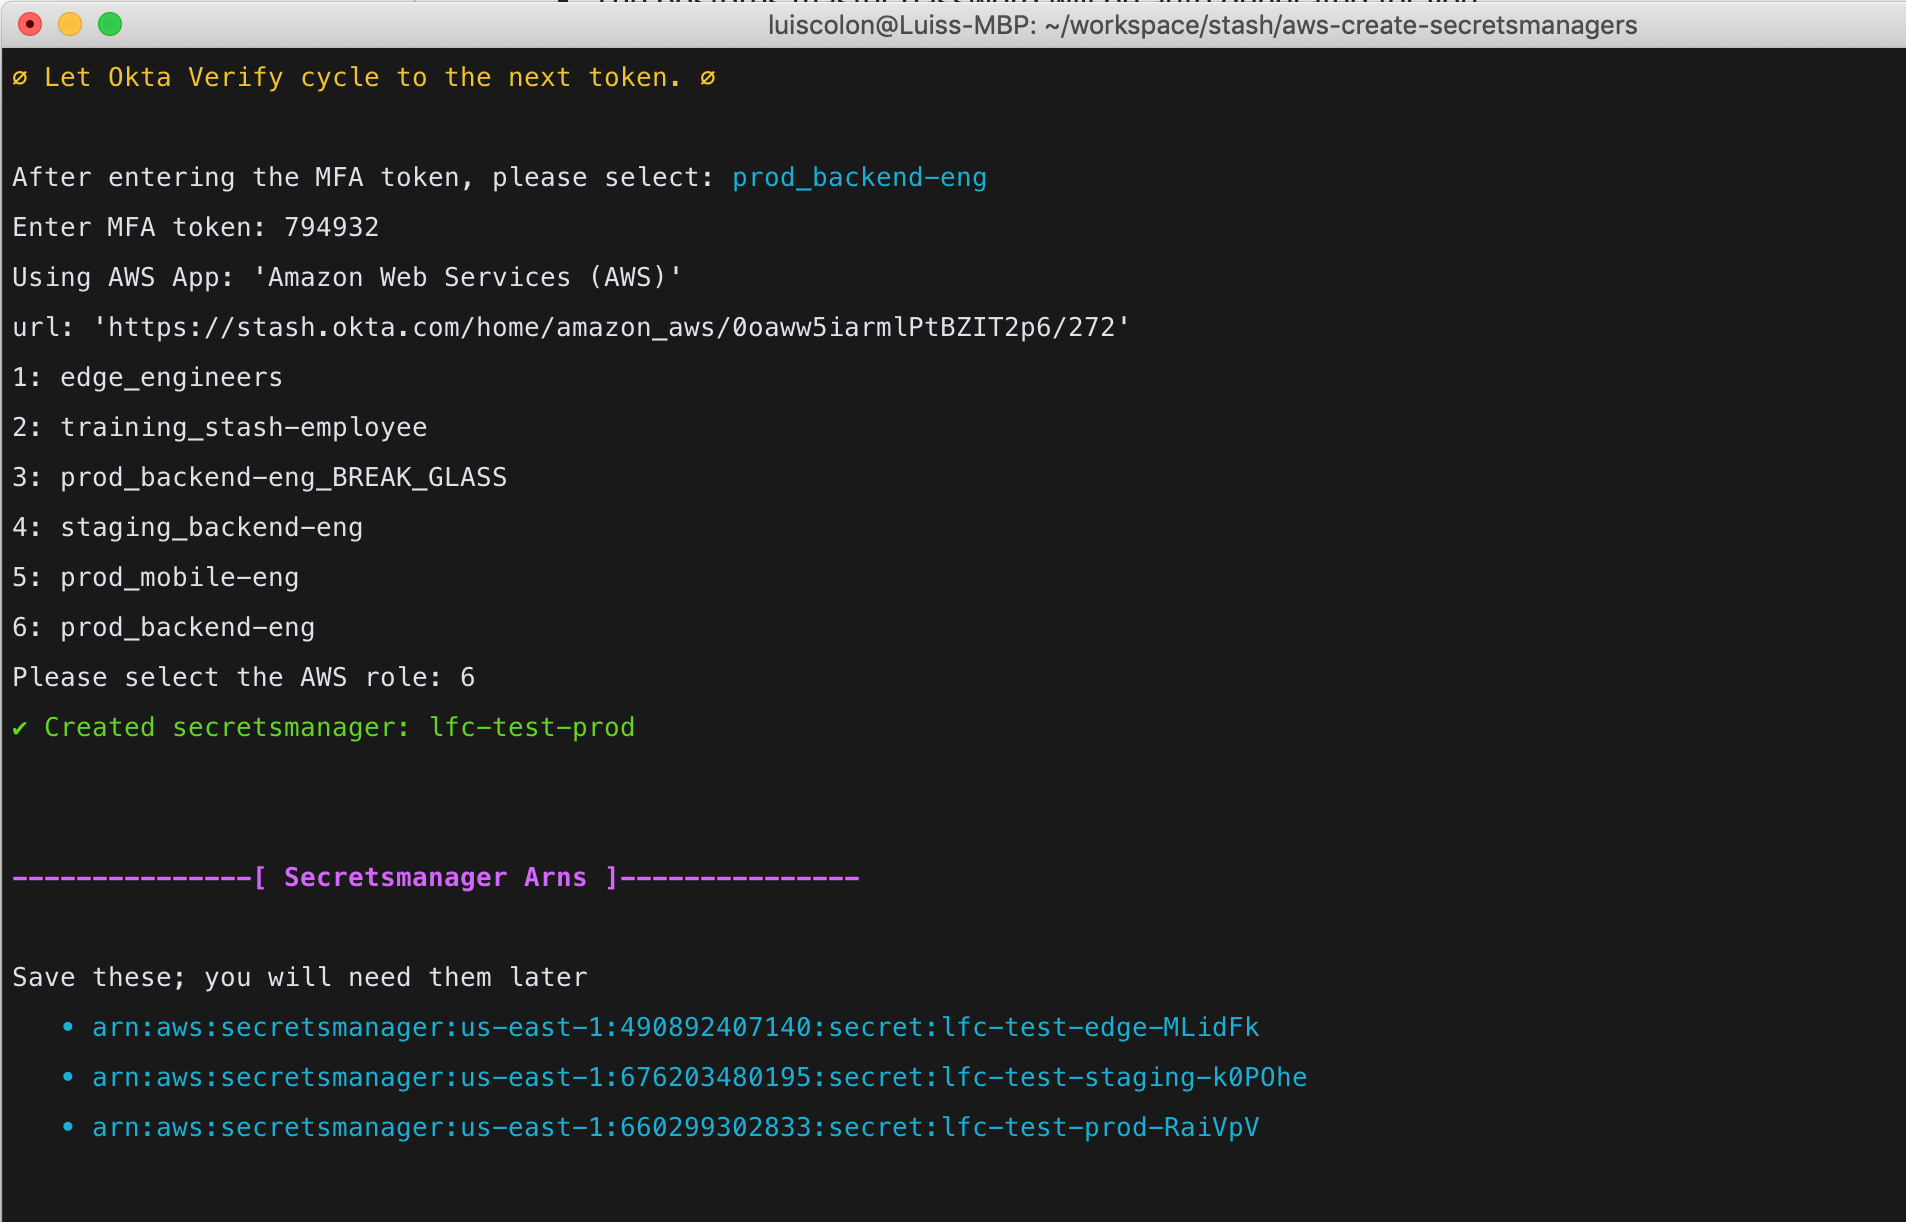 luiscolon@Luiss-MBP: ~/workspace/stash/aws-create-secretsmanagers
∅ Let Okta Verify cycle to the next token. ∅
After entering the MFA token, please select: prod_backend-eng
Enter MFA token: 794932
Using AWS App: 'Amazon Web Services (AWS)'
url: 'https://stash.okta.com/home/amazon_aws/0oaww5iarmlPtBZIT2p6/272'
1: edge_engineers
2: training_stash-employee
3: prod_backend-eng_BREAK_GLASS
4: staging_backend-eng
5: prod_mobile-eng
6: prod_backend-eng
Please select the AWS role: 6
✔ Created secretsmanager: lfc-test-prod
---------------[ Secretsmanager Arns ]---------------
Save these; you will need them later
• arn:aws:secretsmanager:us-east-1:490892407140:secret:lfc-test-edge-MLidFk
• arn:aws:secretsmanager:us-east-1:676203480195:secret:lfc-test-staging-k0POhe
• arn:aws:secretsmanager:us-east-1:660299302833:secret:lfc-test-prod-RaiVpV